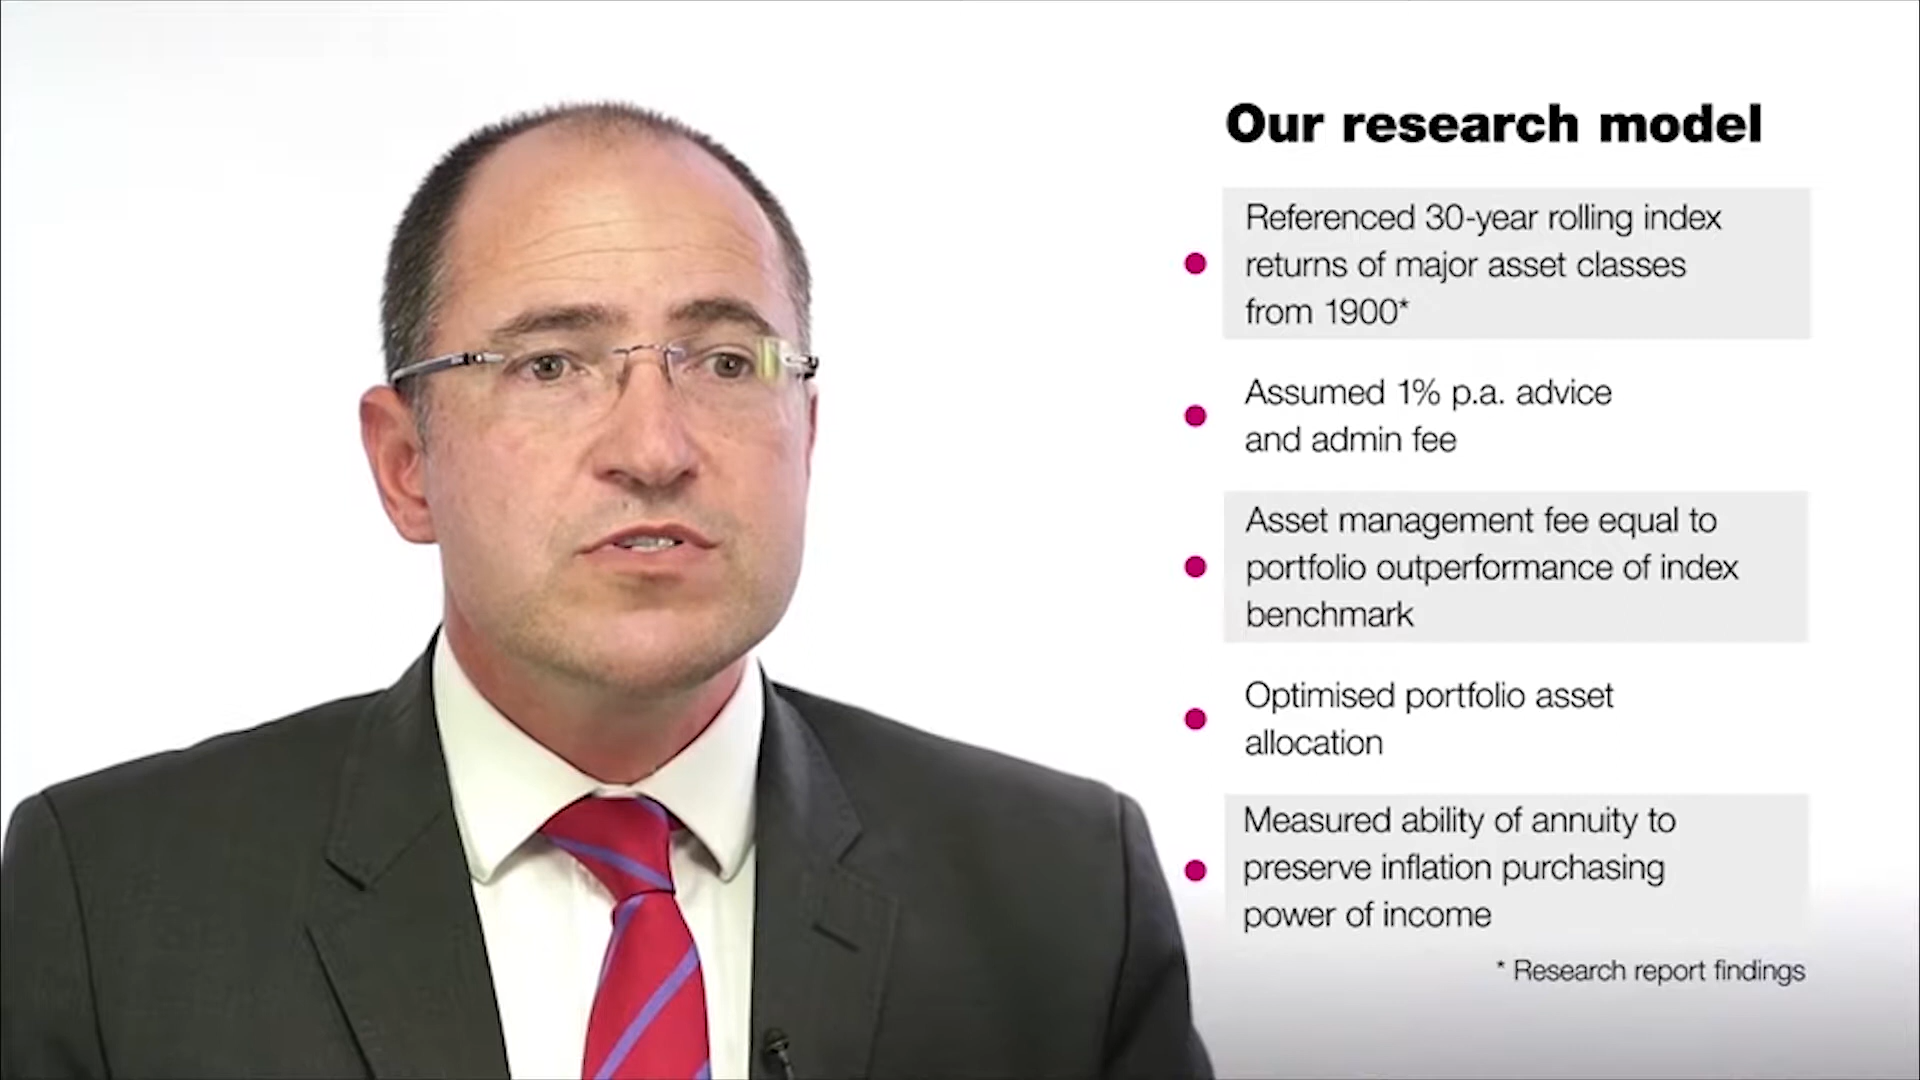 Our research model
Referenced 30-year rolling index
returns of major asset classes
from 1900*
Assumed 1% p.a. advice
and admin fee
Asset management fee equal to
portfolio outperformance of index
benchmark
Optimised portfolio asset
allocation
Measured ability of annuity to
preserve inflation purchasing
power of income
* Research report findings